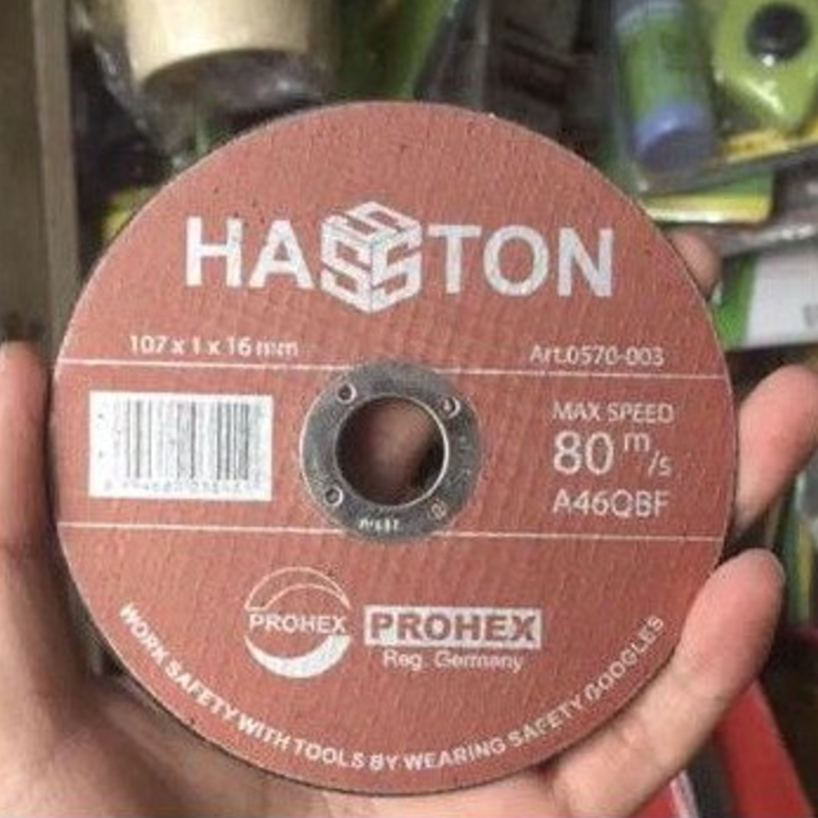 HASSTON
107 x 1 x 16 mm
Art.0570-003
MAX SPEED
80 m/s
A46QBF
PROHEX
PROHEX
Reg. Germany
WORK SAFETY WITH TOOLS BY WEARING SAFETY GOOGLES